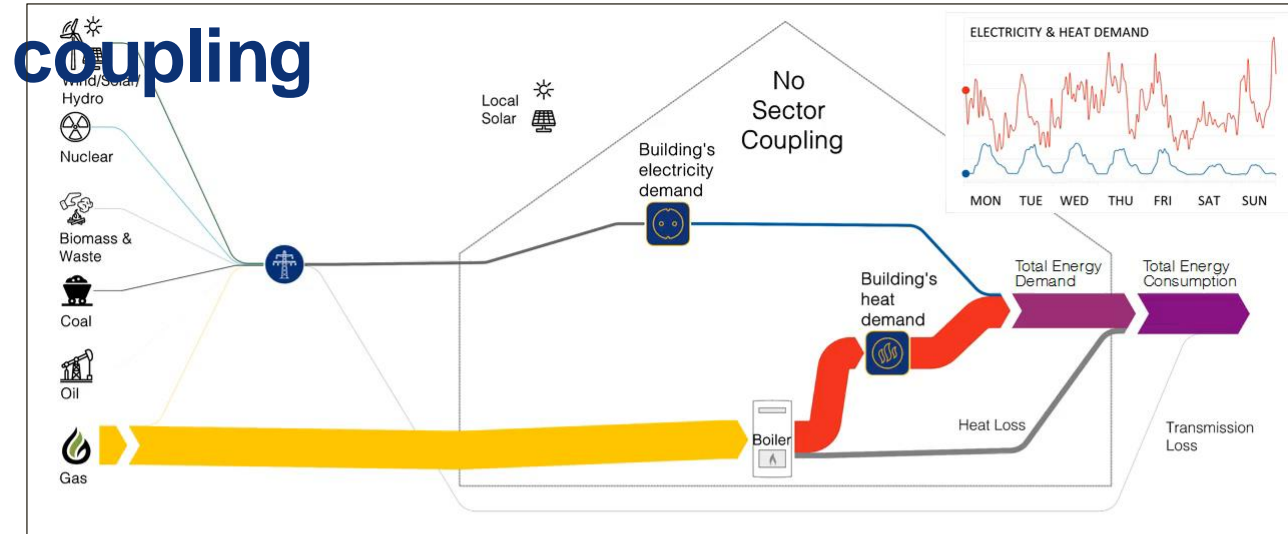 coupling
Wind/Solar/
Hydro
Nuclear
Biomass &
Waste
Coal
Oil
Gas
Local
Solar
No
Sector
Coupling
Building's
electricity
demand
Building's
heat
demand
Boiler
Heat Loss
Total Energy
Demand
Total Energy
Consumption
Transmission
Loss
ELECTRICITY & HEAT DEMAND
MON TUE WED THU FRI SAT SUN